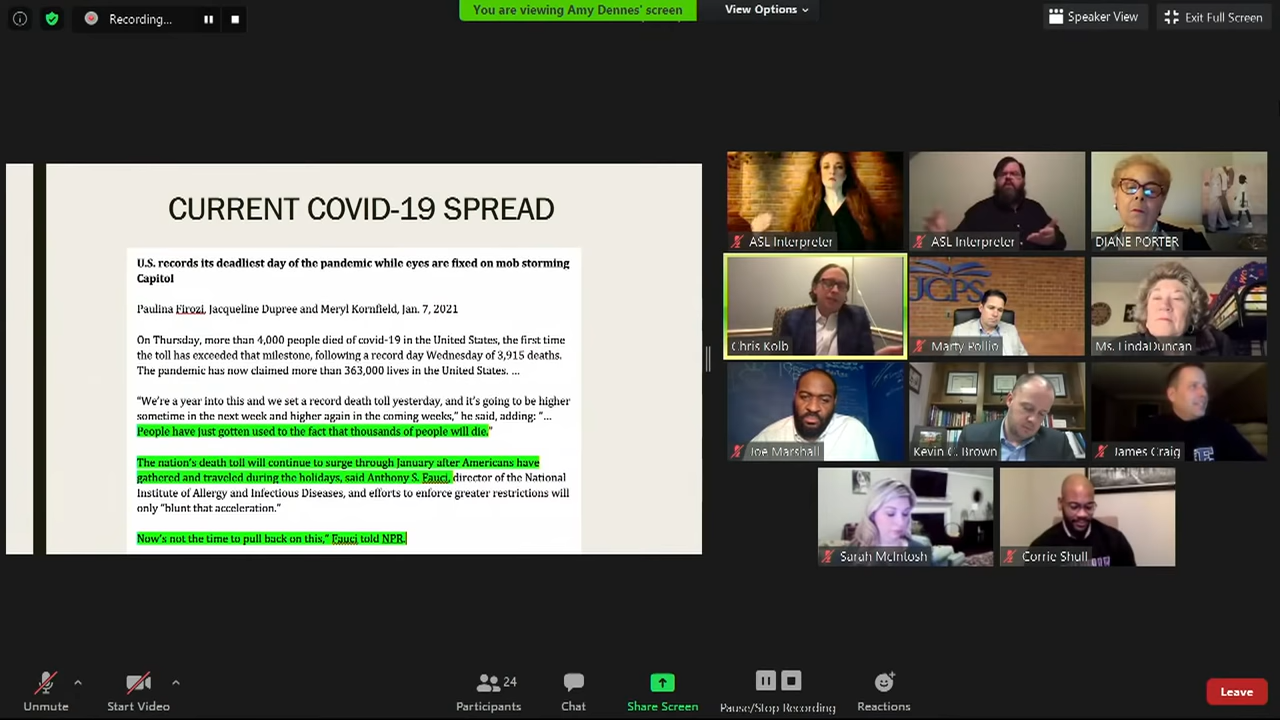 Recording...
You are viewing Amy Dennes' screen
View Options
Speaker View
Exit Full Screen
CURRENT COVID-19 SPREAD
U.S. records its deadliest day of the pandemic while eyes are fixed on mob storming
Capitol
Paulina Firozi, Jacqueline Dupree and Meryl Kornfield, Jan. 7, 2021
On Thursday, more than 4,000 people died of covid-19 in the United States, the first time
the toll has exceeded that milestone, following a record day Wednesday of 3,915 deaths.
The pandemic has now claimed more than 363,000 lives in the United States. ...
“We’re a year into this and we set a record death toll yesterday, and it’s going to be higher
sometime in the next week and higher again in the coming weeks,” he said, adding: “...
People have just gotten used to the fact that thousands of people will die.”
The nation’s death toll will continue to surge through January after Americans have
gathered and traveled during the holidays, said Anthony S. Fauci, director of the National
Institute of Allergy and Infectious Diseases, and efforts to enforce greater restrictions will
only “blunt that acceleration.”
Now’s not the time to pull back on this,” Fauci told NPR.
ASL Interpreter
ASL Interpreter
DIANE PORTER
Chris Kolb
JCPS
Marty Pollio
Ms. LindaDuncan
Joe Marshall
Kevin C. Brown
James Craig
Sarah McIntosh
Corrie Shull
Unmute
Start Video
24
Participants
Chat
Share Screen
Pause/Stop Recording
Reactions
Leave